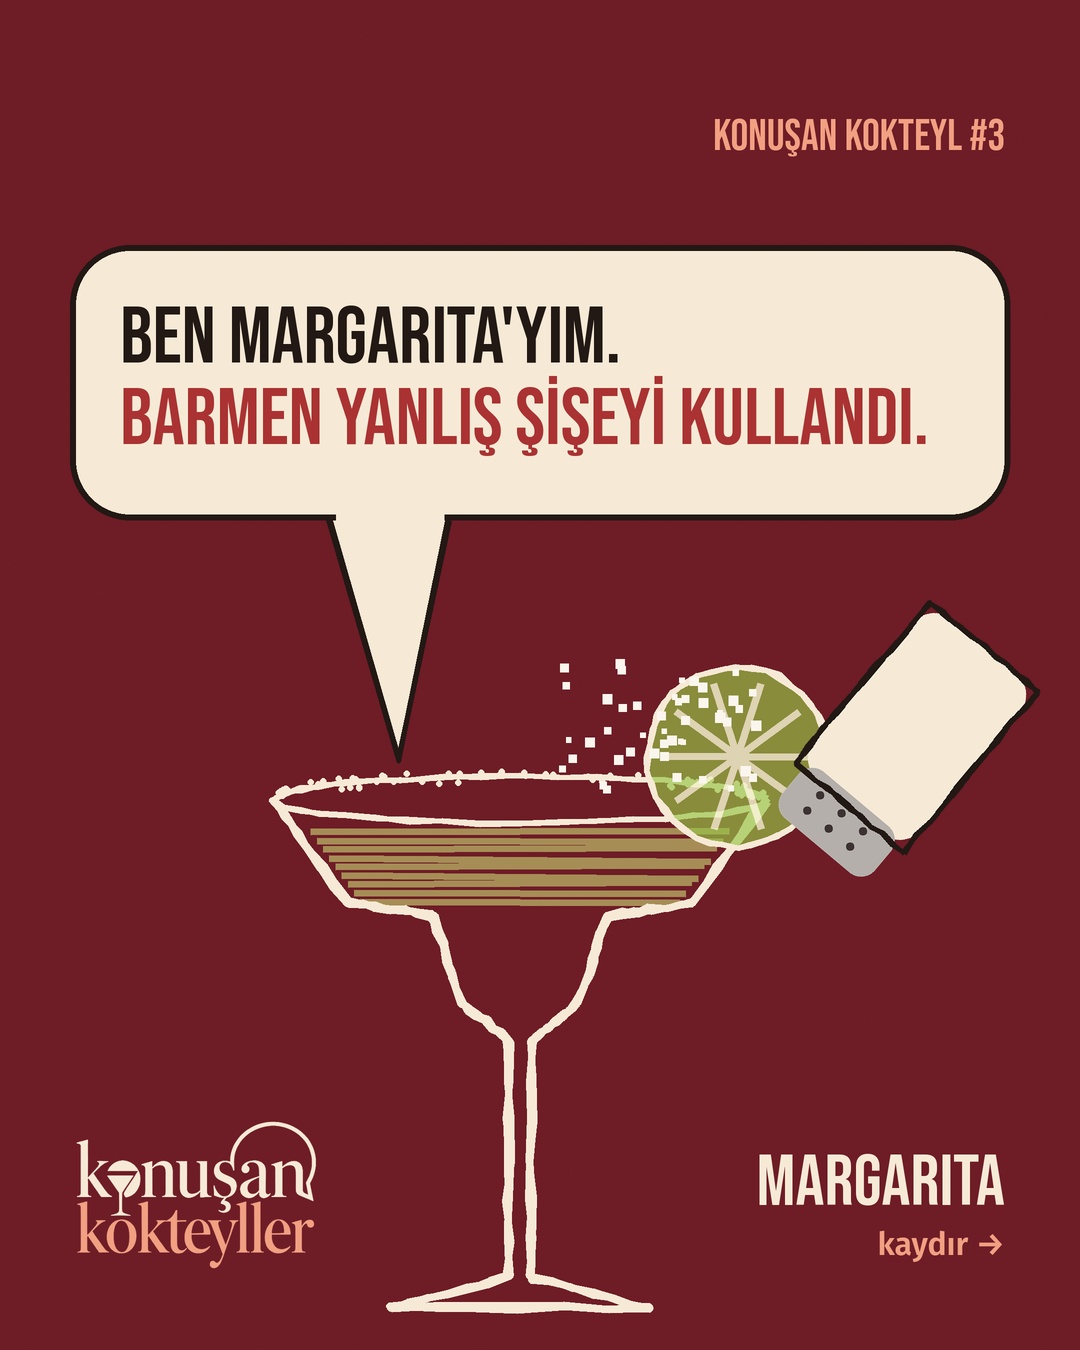 KONUŞAN KOKTEYL #3
BEN MARGARITA'YIM.
BARMEN YANLIŞ ŞİŞEYİ KULLANDI.
konuşan
kokteyller
MARGARITA
kaydır →